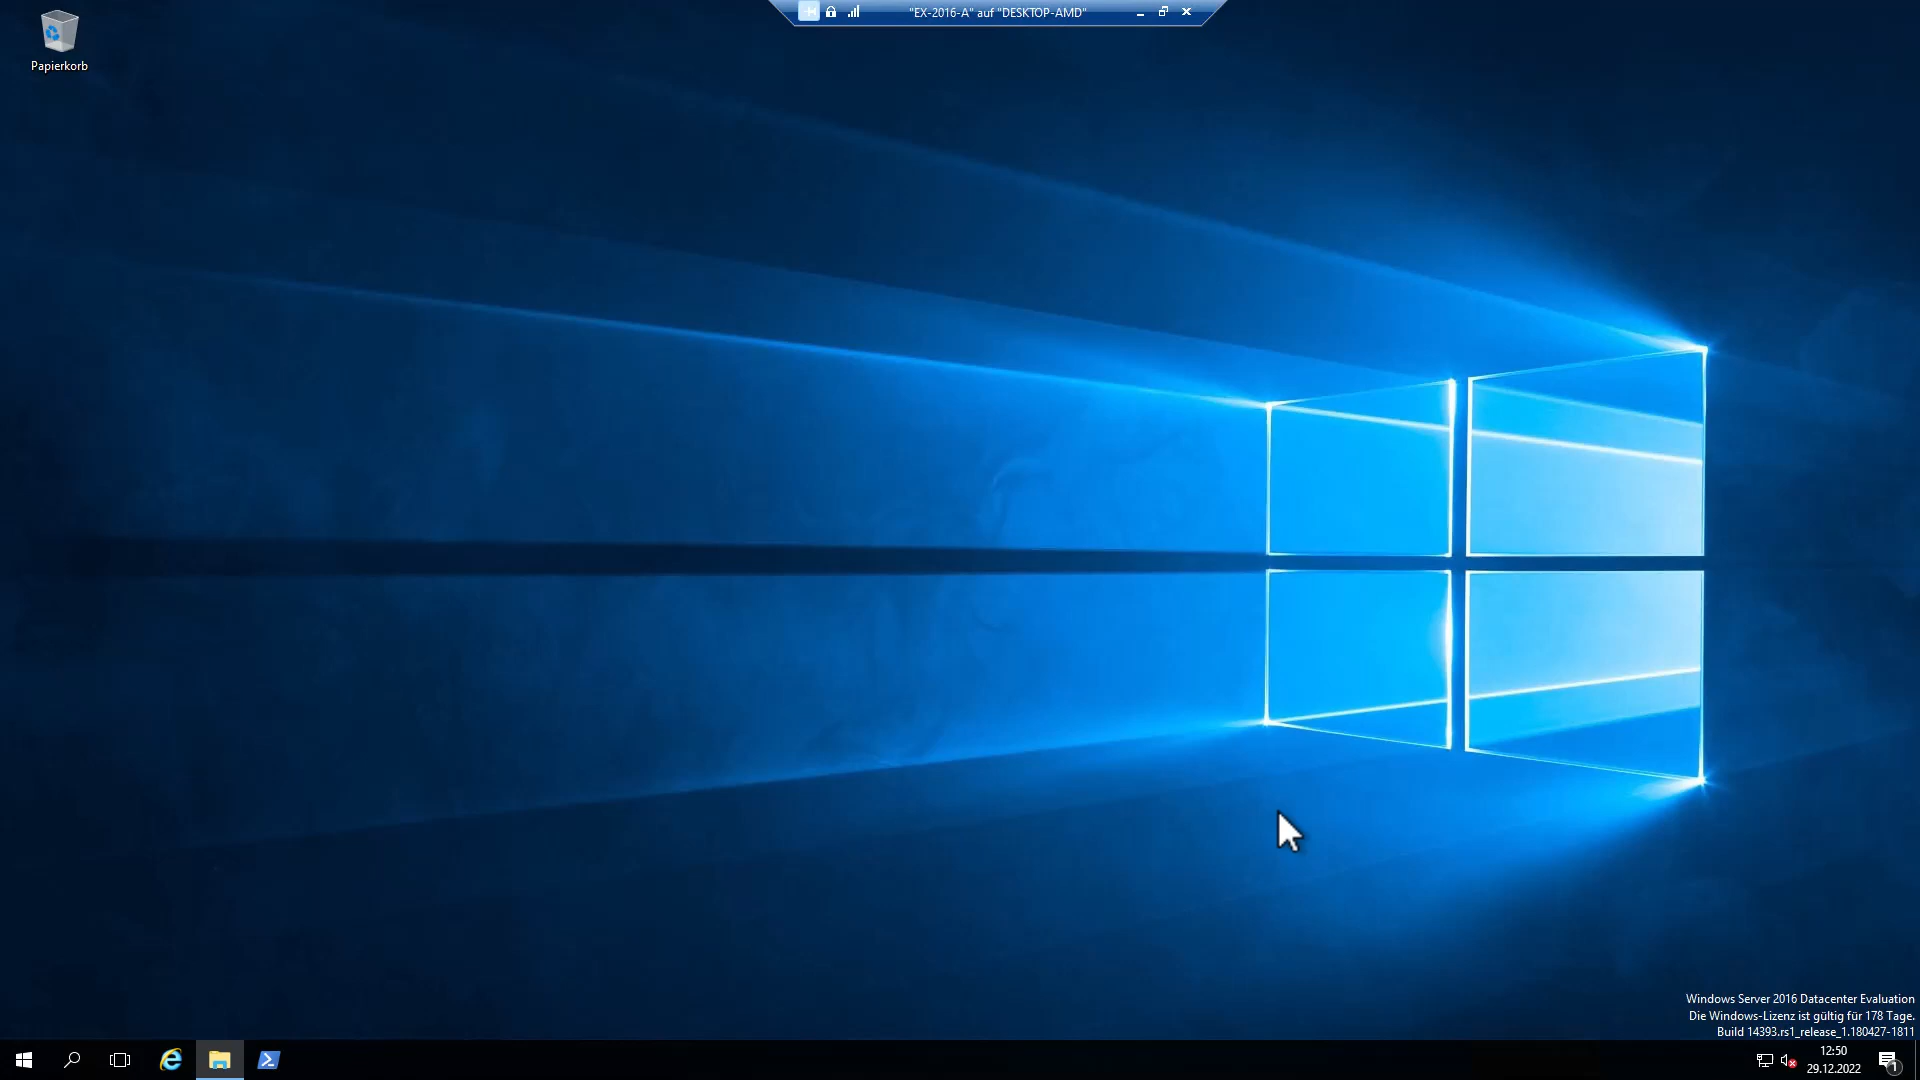 "EX-2016-A" auf "DESKTOP-AMD"
Papierkorb
Windows Server 2016 Datacenter Evaluation
Die Windows-Lizenz ist gültig für 178 Tage.
Build 14393.rs1_release_1.180427-1811
12:50
29.12.2022
1